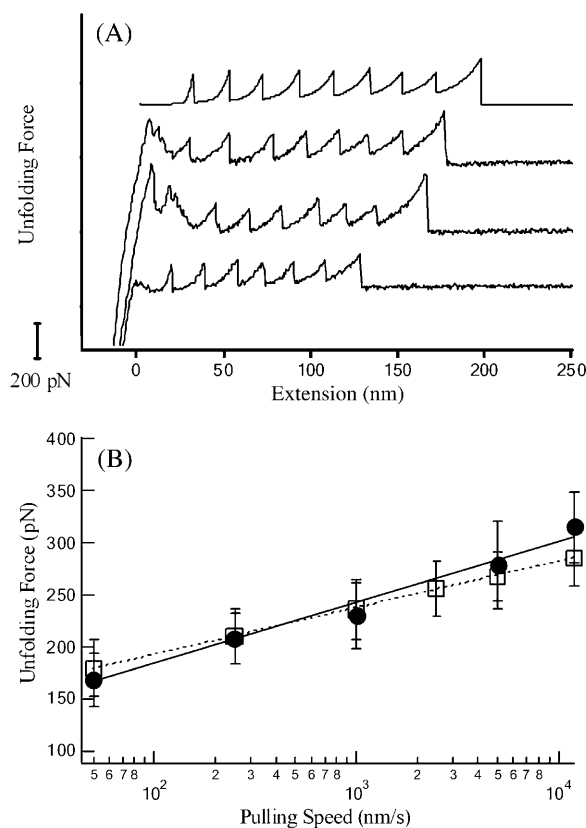 (A)
Unfolding Force
200 pN
0 50 100 150 200 250
Extension (nm)
(B)
400
350
300
250
200
150
100
Unfolding Force (pN)
5 6 7 8 2 3 4 5 6 7 8 2 3 4 5 6 7 8
10² 10³ 10⁴
Pulling Speed (nm/s)